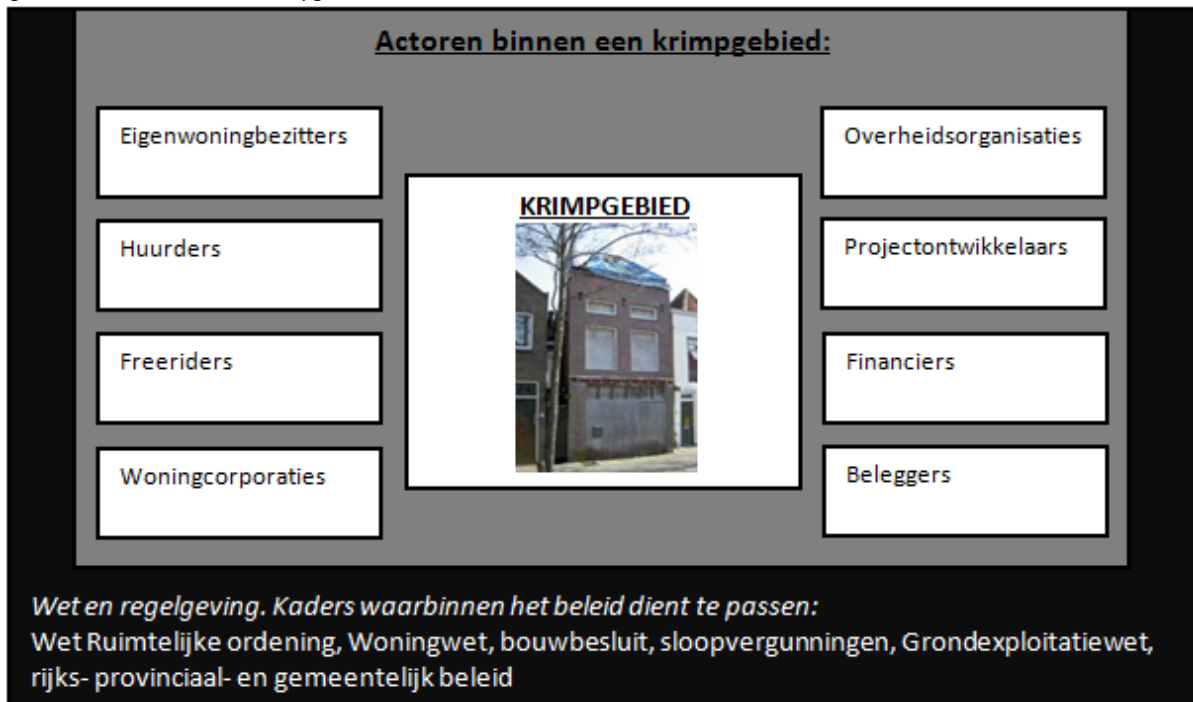 Actoren binnen een krimpgebied:
Eigenwoningbezitters
Huurders
Freeriders
Woningcorporaties
KRIMPGEBIED
Overheidsorganisaties
Projectontwikkelaars
Financiers
Beleggers
Wet en regelgeving. Kaders waarbinnen het beleid dient te passen:
Wet Ruimtelijke ordening, Woningwet, bouwbesluit, sloopvergunningen, Grondexploitatiewet,
rijks- provinciaal- en gemeentelijk beleid